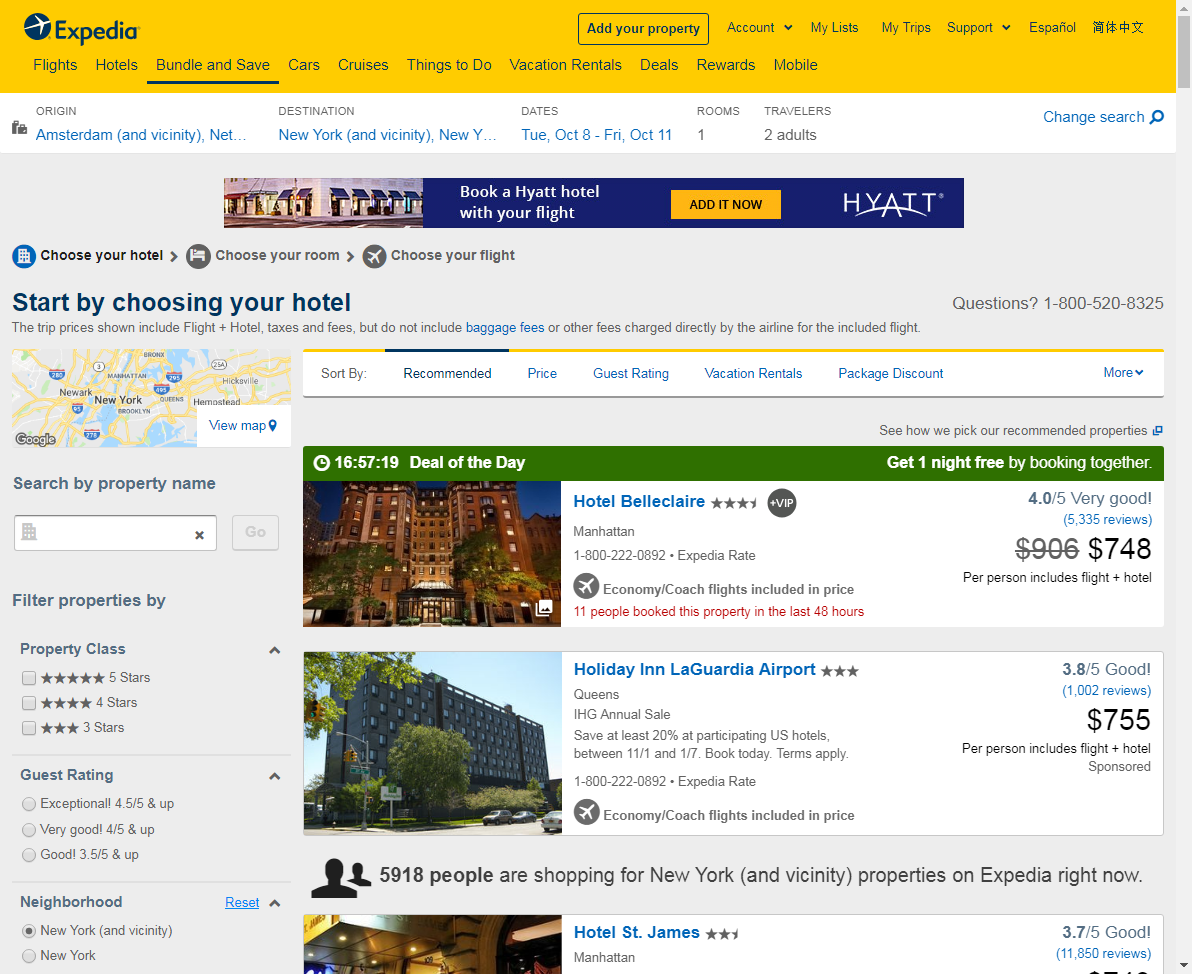 Expedia
Add your property
Account
My Lists
My Trips
Support
Español
简体中文
Flights
Hotels
Bundle and Save
Cars
Cruises
Things to Do
Vacation Rentals
Deals
Rewards
Mobile
ORIGIN
Amsterdam (and vicinity), Net...
DESTINATION
New York (and vicinity), New Y...
DATES
Tue, Oct 8 - Fri, Oct 11
ROOMS
1
TRAVELERS
2 adults
Change search
Book a Hyatt hotel
with your flight
ADD IT NOW
HYATT®
Choose your hotel
Choose your room
Choose your flight
Start by choosing your hotel
Questions? 1-800-520-8325
The trip prices shown include Flight + Hotel, taxes and fees, but do not include baggage fees or other fees charged directly by the airline for the included flight.
BRONX
3
25A
280
MANHATTAN
295
Hicksville
495
Newark
New York
QUEENS
Hempstead
95
BROOKLYN
278
Google
View map
Sort By:
Recommended
Price
Guest Rating
Vacation Rentals
Package Discount
More
See how we pick our recommended properties
Search by property name
Go
Filter properties by
Property Class
5 Stars
4 Stars
3 Stars
Guest Rating
Exceptional! 4.5/5 & up
Very good! 4/5 & up
Good! 3.5/5 & up
Neighborhood
Reset
New York (and vicinity)
New York
16:57:19 Deal of the Day
Get 1 night free by booking together.
Hotel Belleclaire
+VIP
Manhattan
1-800-222-0892 • Expedia Rate
Economy/Coach flights included in price
11 people booked this property in the last 48 hours
4.0/5 Very good!
(5,335 reviews)
$906 $748
Per person includes flight + hotel
Holiday Inn LaGuardia Airport
Queens
IHG Annual Sale
Save at least 20% at participating US hotels,
between 11/1 and 1/7. Book today. Terms apply.
1-800-222-0892 • Expedia Rate
Economy/Coach flights included in price
3.8/5 Good!
(1,002 reviews)
$755
Per person includes flight + hotel
Sponsored
5918 people are shopping for New York (and vicinity) properties on Expedia right now.
Hotel St. James
Manhattan
3.7/5 Good!
(11,850 reviews)